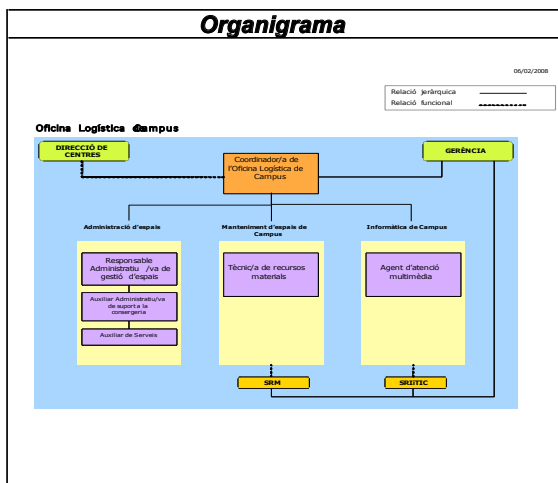 Organigrama
06/02/2008
Relació jeràrquica
Relació funcional
Oficina Logística de Campus
DIRECCIÓ DE
CENTRES
GERÈNCIA
Coordinador/a de
l'Oficina Logística de
Campus
Administració d'espais
Manteniment d'espais de
Campus
Informàtica de Campus
Responsable
Administratiu /va de
gestió d'espais
Tècnic/a de recursos
materials
Agent d'atenció
multimèdia
Auxiliar Administratiu/va
de suport a la
consergeria
Auxiliar de Serveis
SRM
SRIiTIC